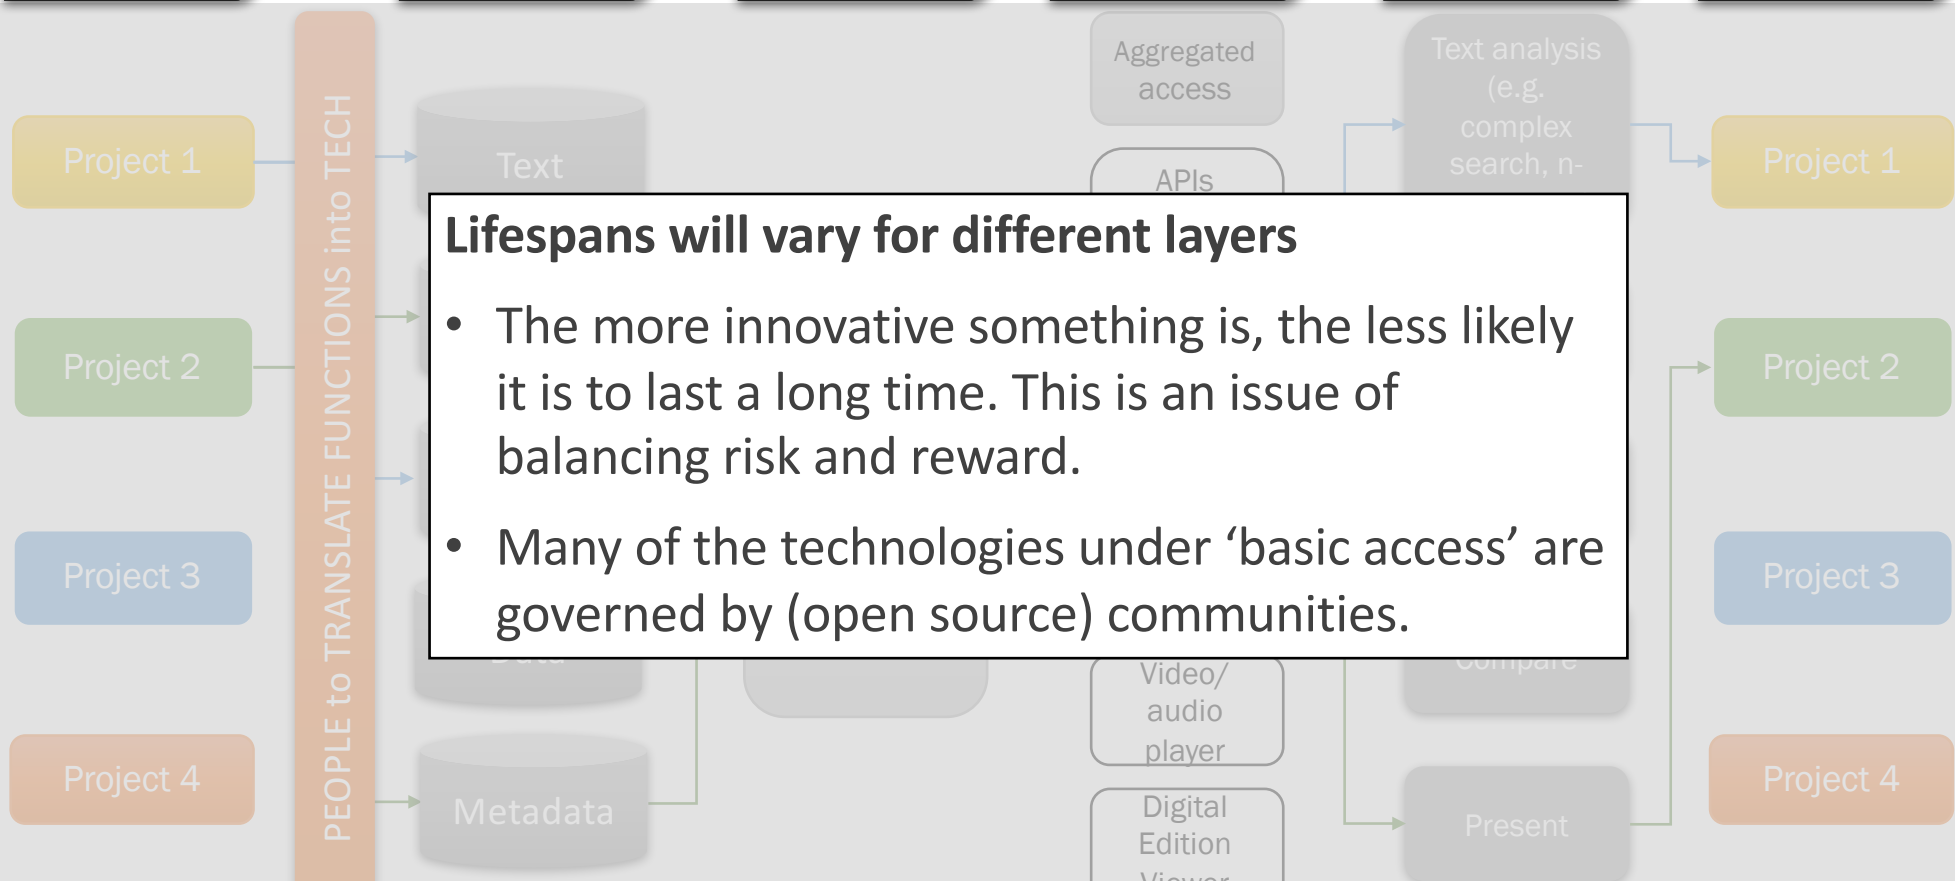 Project 1
Project 2
Project 3
Project 4
PEOPLE to TRANSLATE FUNCTIONS into TECH
Text
Data
Metadata
Lifespans will vary for different layers
• The more innovative something is, the less likely
it is to last a long time. This is an issue of
balancing risk and reward.
• Many of the technologies under ‘basic access’ are
governed by (open source) communities.
Aggregated
access
APIs
Video/
audio
player
Digital
Edition
Viewer
Text analysis
(e.g.
complex
search, n-
Compare
Present
Project 1
Project 2
Project 3
Project 4